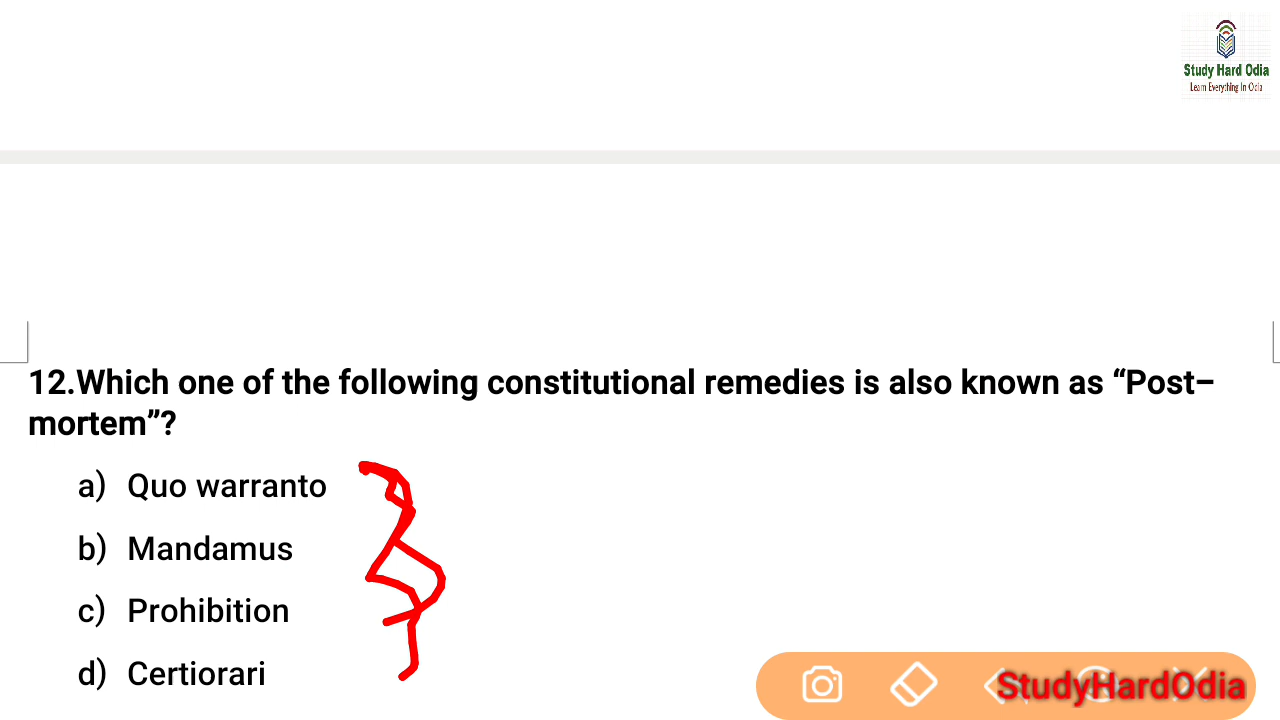 Study Hard Odia
Learn Everything In Odia
12.Which one of the following constitutional remedies is also known as “Post–
mortem”?
a) Quo warranto
b) Mandamus
c) Prohibition
d) Certiorari
StudyHardOdia